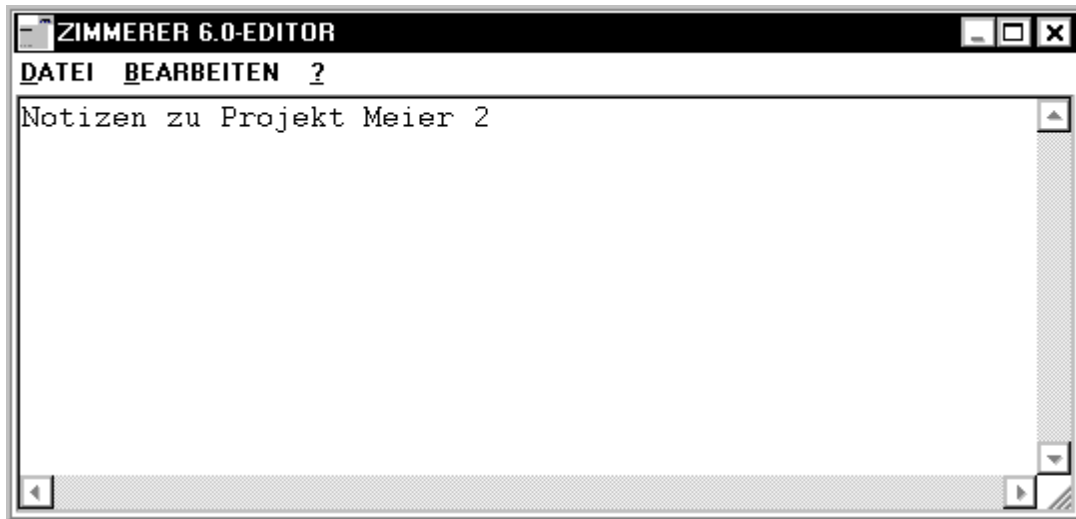 ZIMMERER 6.0-EDITOR
DATEI BEARBEITEN ?
Notizen zu Projekt Meier 2